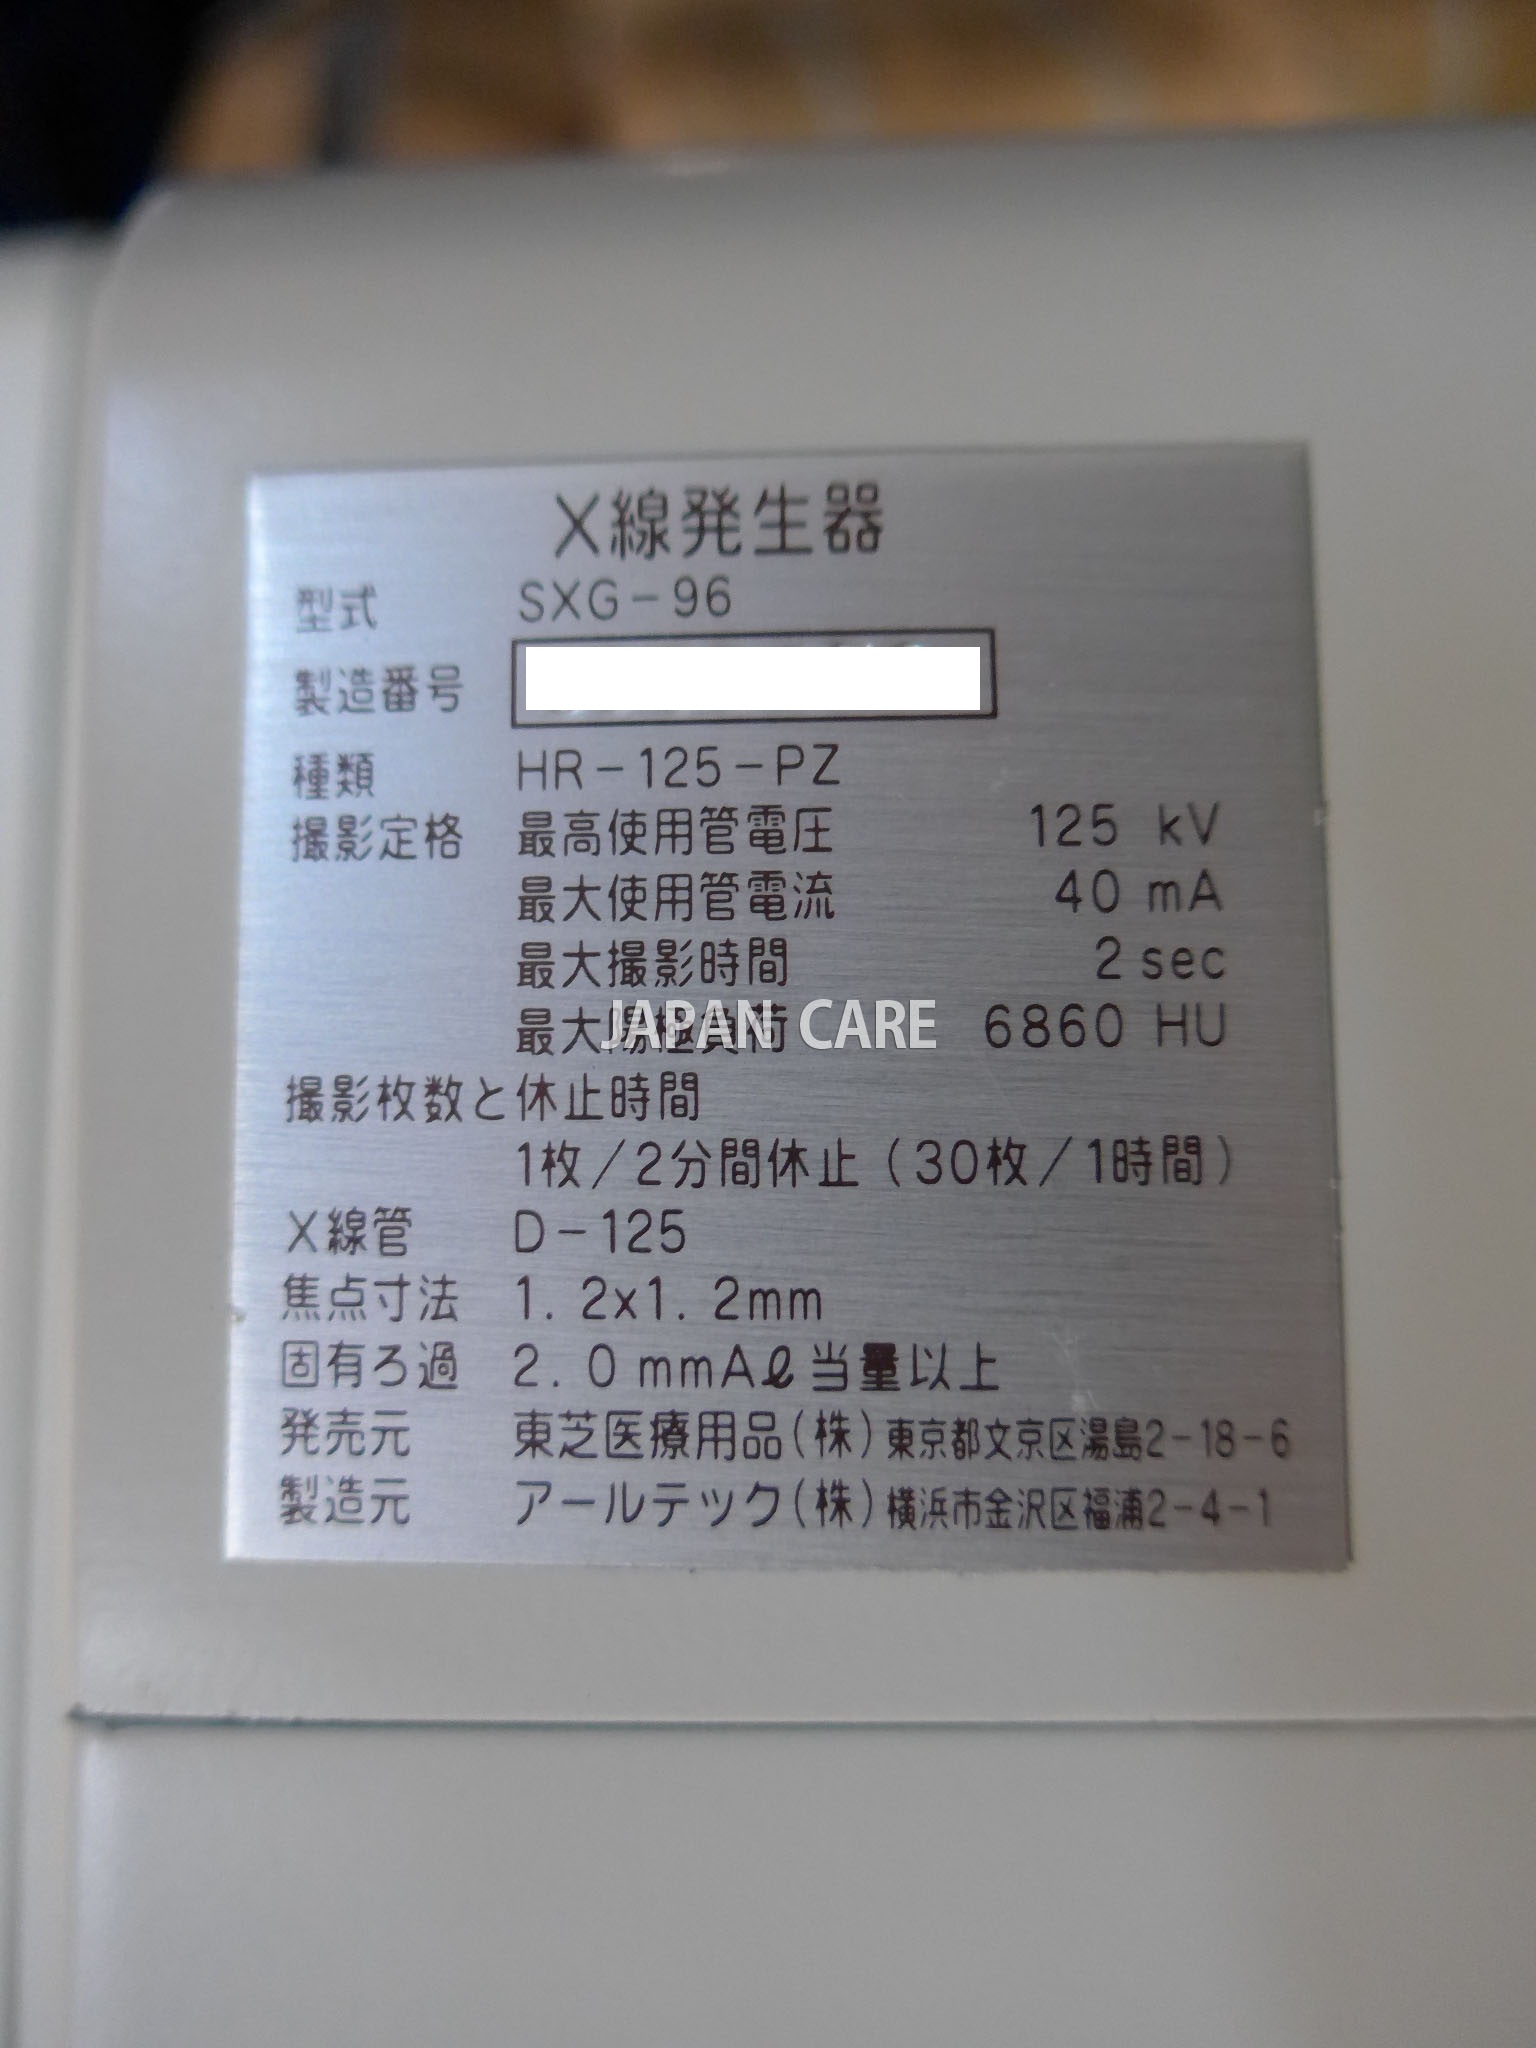 X線発生器
型式 SXG-96
製造番号
種類 HR-125-PZ
撮影定格 最高使用管電圧 125 kV
最大使用管電流 40 mA
最大撮影時間 2 sec
最大陽極負荷 6860 HU
JAPAN CARE
撮影枚数と休止時間
1枚/2分間休止(30枚/1時間)
X線管 D-125
焦点寸法 1.2x1.2mm
固有ろ過 2.0mmAℓ当量以上
発売元 東芝医療用品(株)東京都文京区湯島2-18-6
製造元 アールテック(株)横浜市金沢区福浦2-4-1